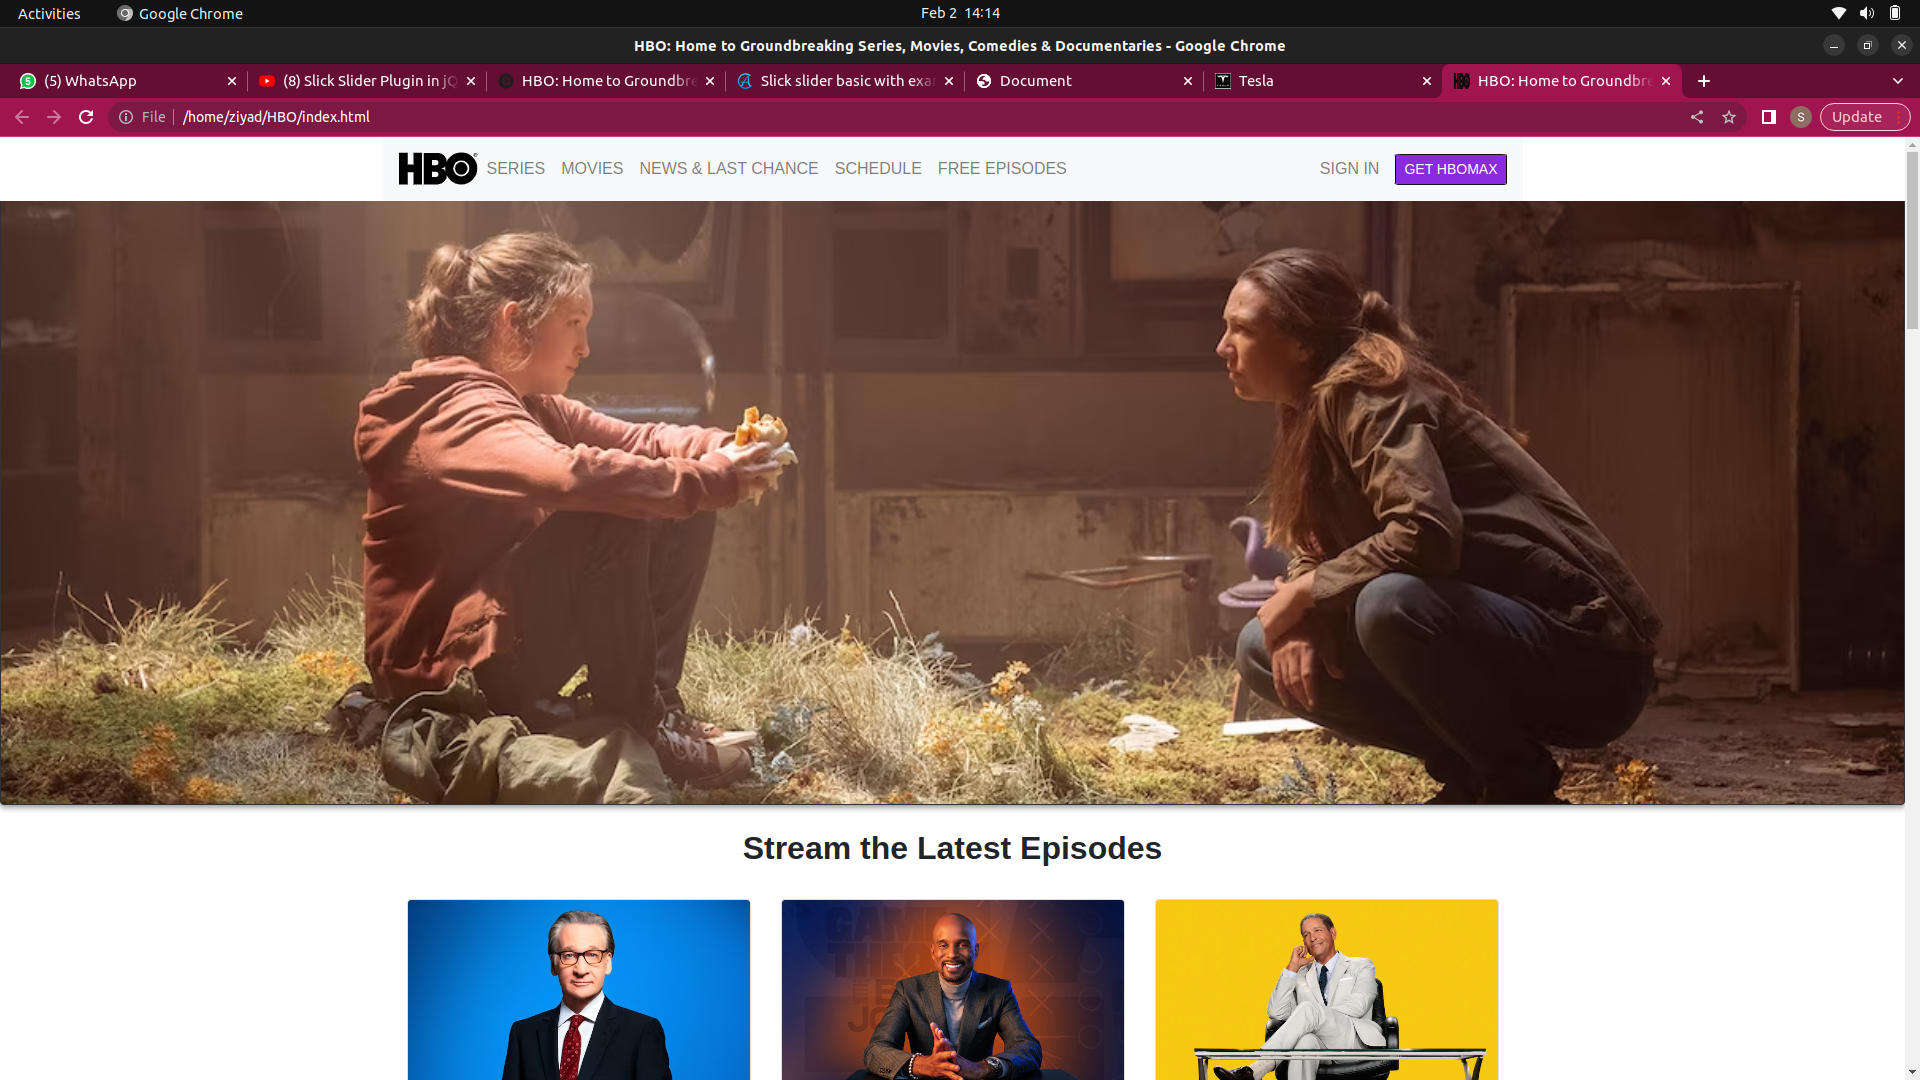 Activities Google Chrome Feb 2 14:14
HBO: Home to Groundbreaking Series, Movies, Comedies & Documentaries - Google Chrome
(5) WhatsApp (8) Slick Slider Plugin in jQ HBO: Home to Groundbre Slick slider basic with exa Document Tesla HBO: Home to Groundbre
File /home/ziyad/HBO/index.html S Update
HBO SERIES MOVIES NEWS & LAST CHANCE SCHEDULE FREE EPISODES SIGN IN GET HBOMAX
Stream the Latest Episodes
GAME